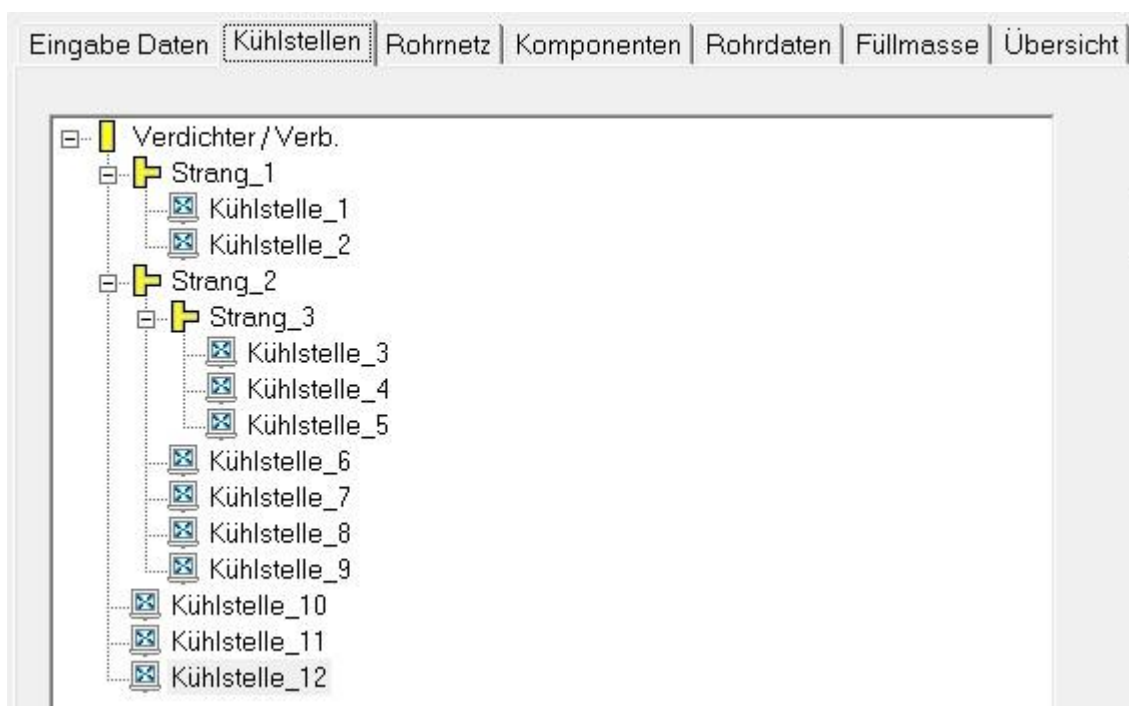 Eingabe Daten Kühlstellen Rohrnetz Komponenten Rohrdaten Füllmasse Übersicht
Verdichter / Verb.
Strang_1
Kühlstelle_1
Kühlstelle_2
Strang_2
Strang_3
Kühlstelle_3
Kühlstelle_4
Kühlstelle_5
Kühlstelle_6
Kühlstelle_7
Kühlstelle_8
Kühlstelle_9
Kühlstelle_10
Kühlstelle_11
Kühlstelle_12